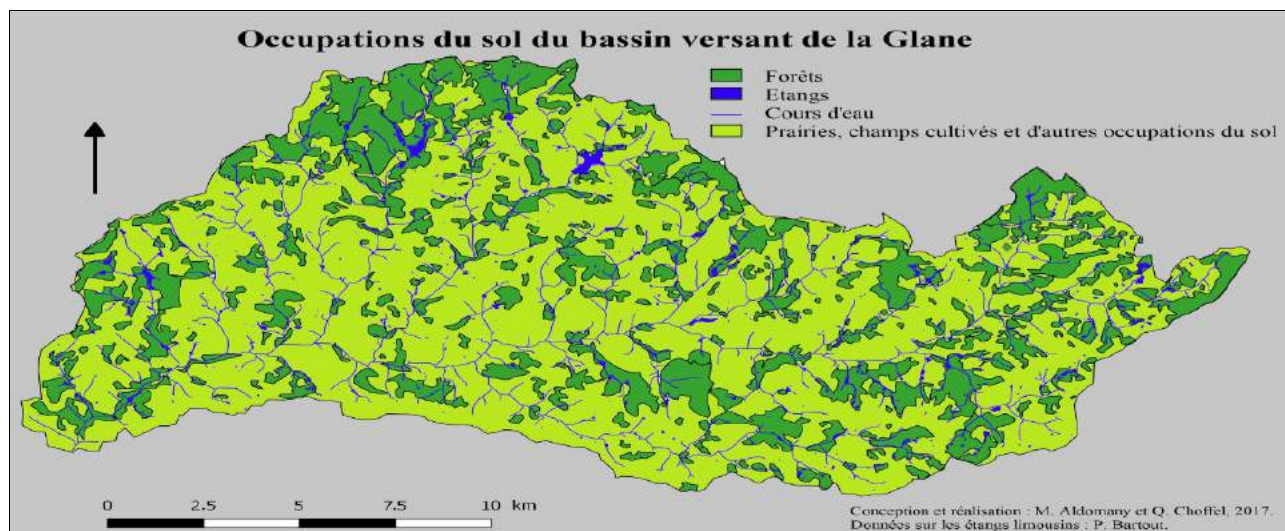 Occupations du sol du bassin versant de la Glane
Forêts
Etangs
Cours d'eau
Prairies, champs cultivés et d'autres occupations du sol
0 2.5 5 7.5 10 km
Conception et réalisation : M. Aldomany et Q. Choffel, 2017.
Données sur les étangs limousins : P. Bartout,